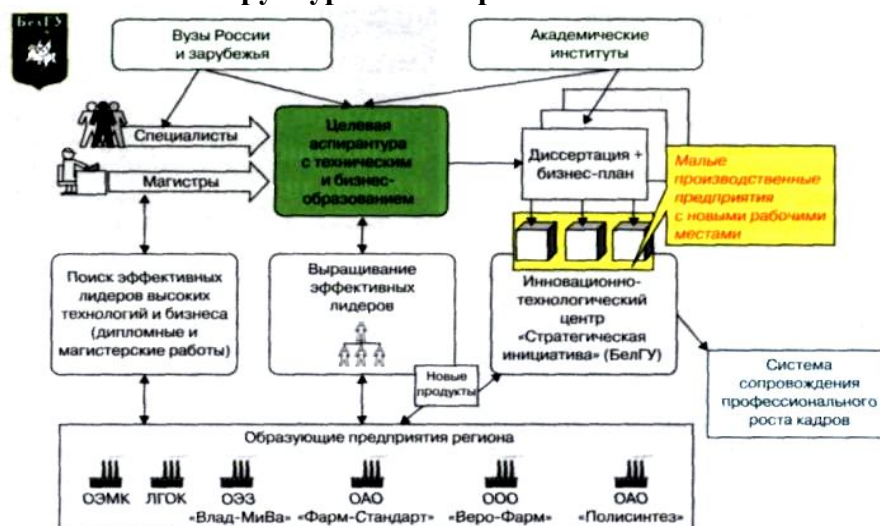 БелГУ
Вузы России
и зарубежья
Академические
институты
Специалисты
Магистры
Целевая
аспирантура
с техническим
и бизнес-
образованием
Диссертация +
бизнес-план
Малые
производственные
предприятия
с новыми рабочими
местами
Поиск эффективных
лидеров высоких
технологий и бизнеса
(дипломные и
магистерские работы)
Выращивание
эффективных
лидеров
Инновационно-
технологический
центр
«Стратегическая
инициатива» (БелГУ)
Новые
продукты
Система
сопровождения
профессионального
роста кадров
Образующие предприятия региона
ОЭМК ЛГОК ОЭЗ ОАО ООО ОАО
«Влад-МиВа» «Фарм-Стандарт» «Веро-Фарм» «Полисинтез»